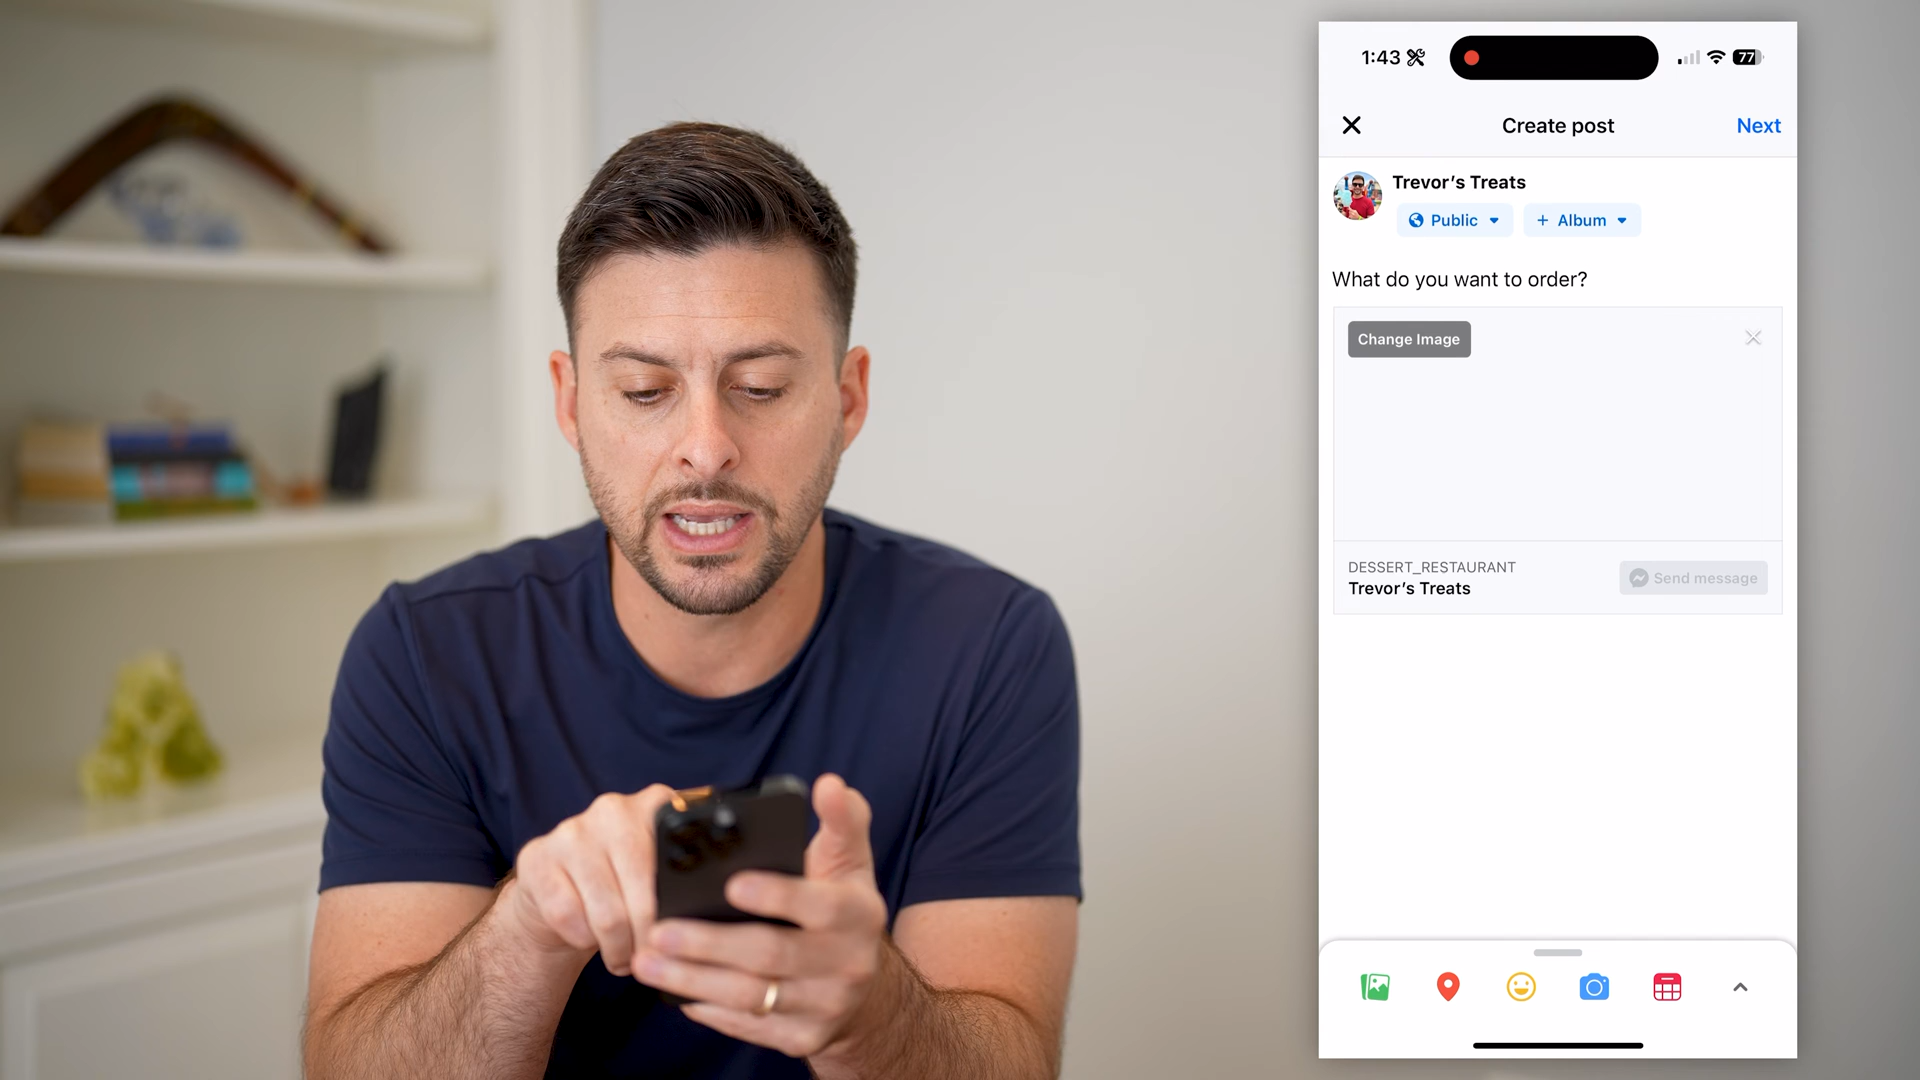 1:43
77
Create post
Next
Trevor's Treats
Public
+ Album
What do you want to order?
Change Image
DESSERT_RESTAURANT
Trevor's Treats
Send message